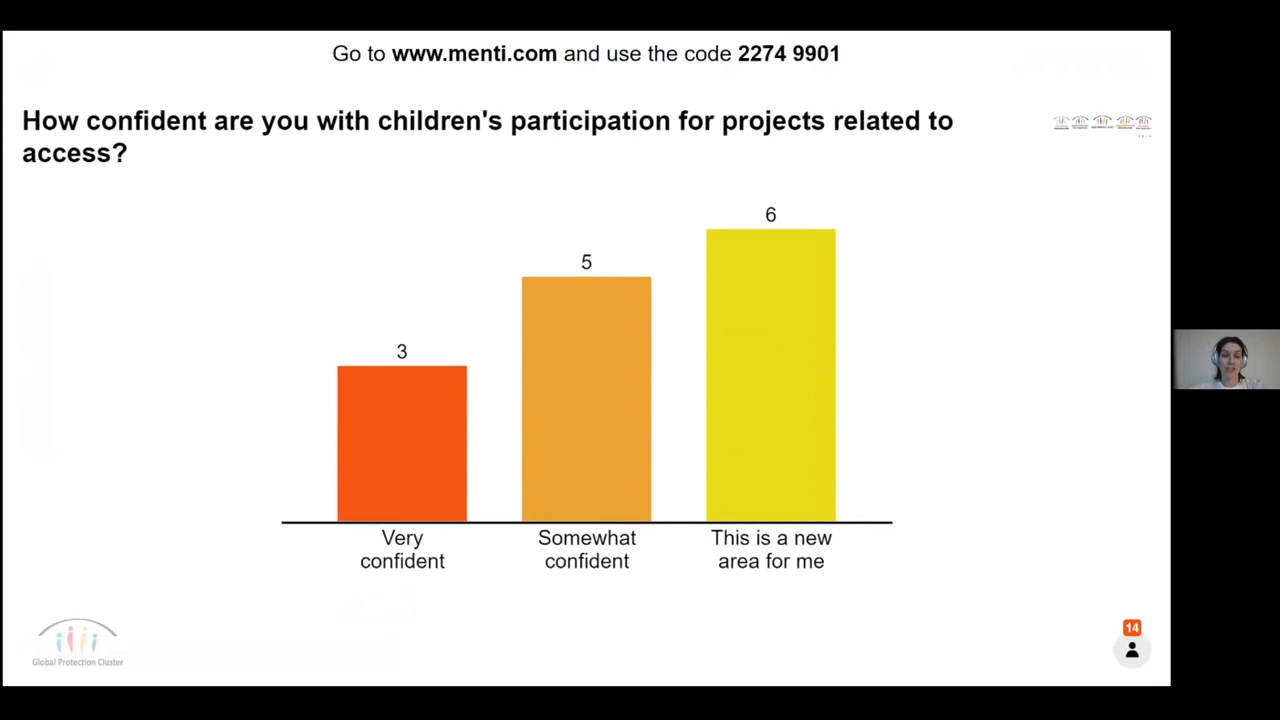 Go to www.menti.com and use the code 2274 9901
How confident are you with children's participation for projects related to
access?
6
5
3
Very
confident
Somewhat
confident
This is a new
area for me
Global Protection Cluster
14